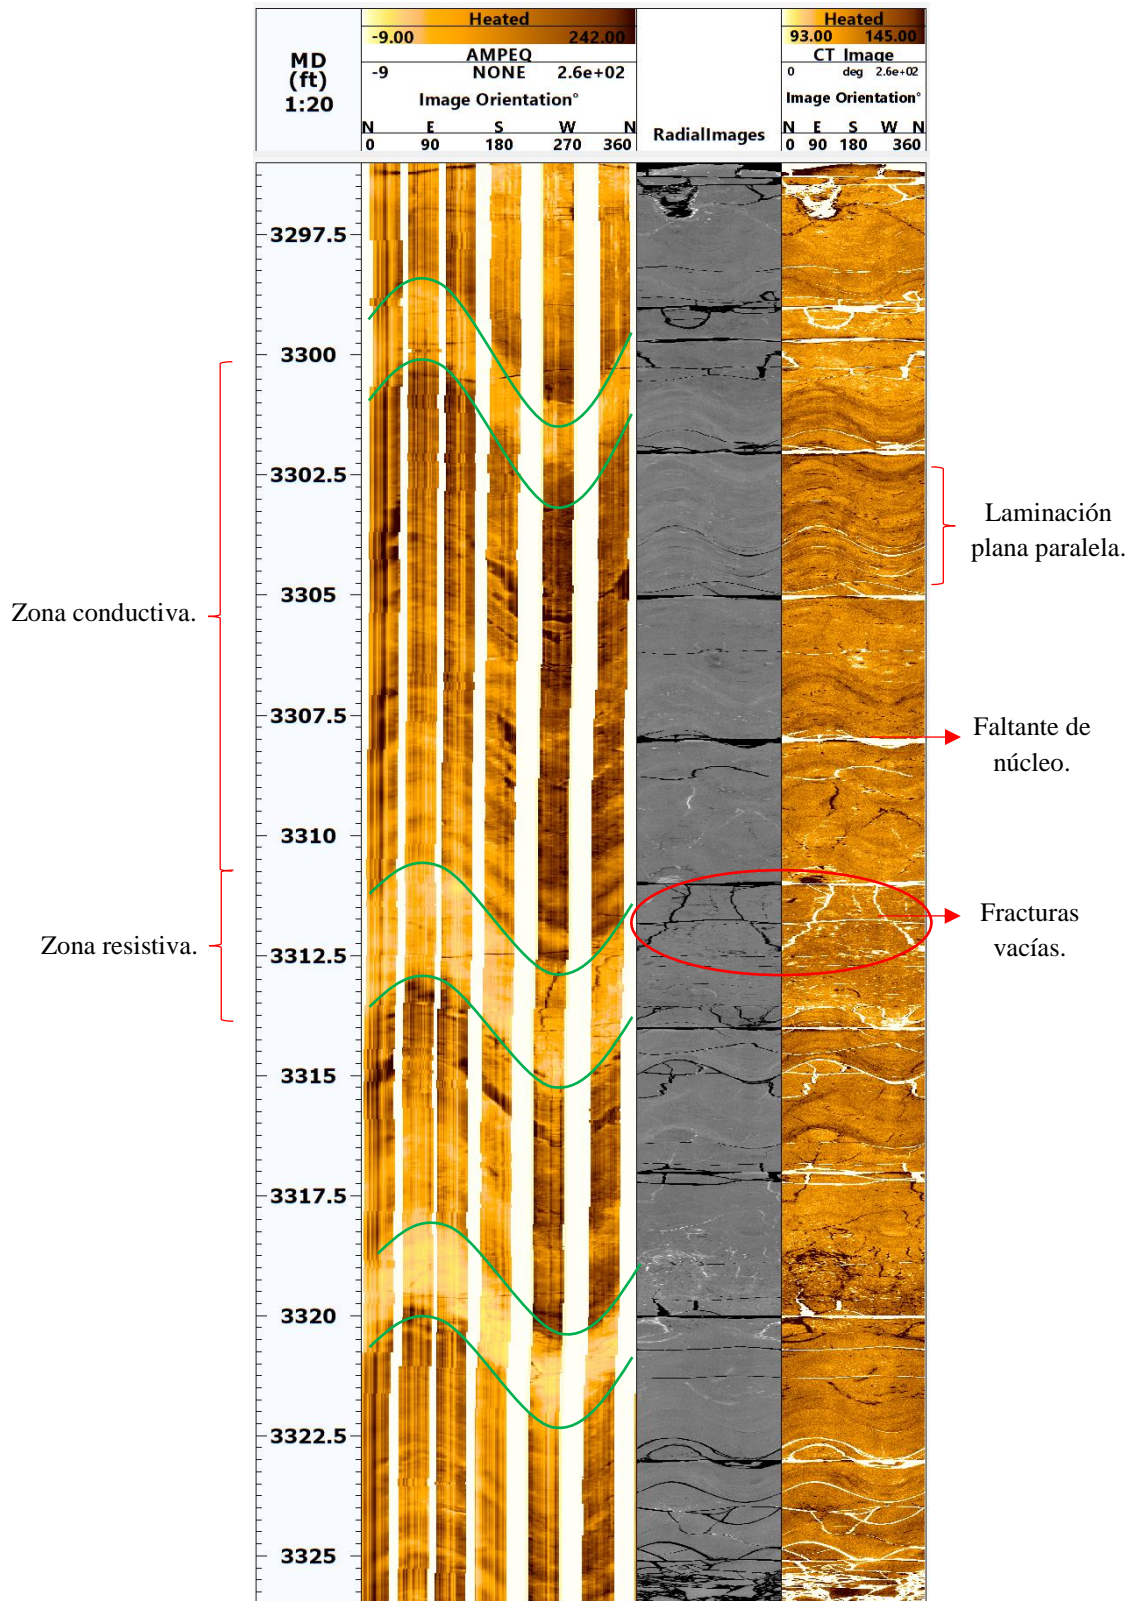 Heated
-9.00 242.00
AMPEQ
-9 NONE 2.6e+02
Image Orientation°
N E S W N
0 90 180 270 360
MD
(ft)
1:20
RadialImages
Heated
93.00 145.00
CT Image
0 deg 2.6e+02
Image Orientation°
N E S W N
0 90 180 360
3297.5
3300
3302.5
3305
3307.5
3310
3312.5
3315
3317.5
3320
3322.5
3325
Zona conductiva.
Zona resistiva.
Laminación
plana paralela.
Faltante de
núcleo.
Fracturas
vacías.